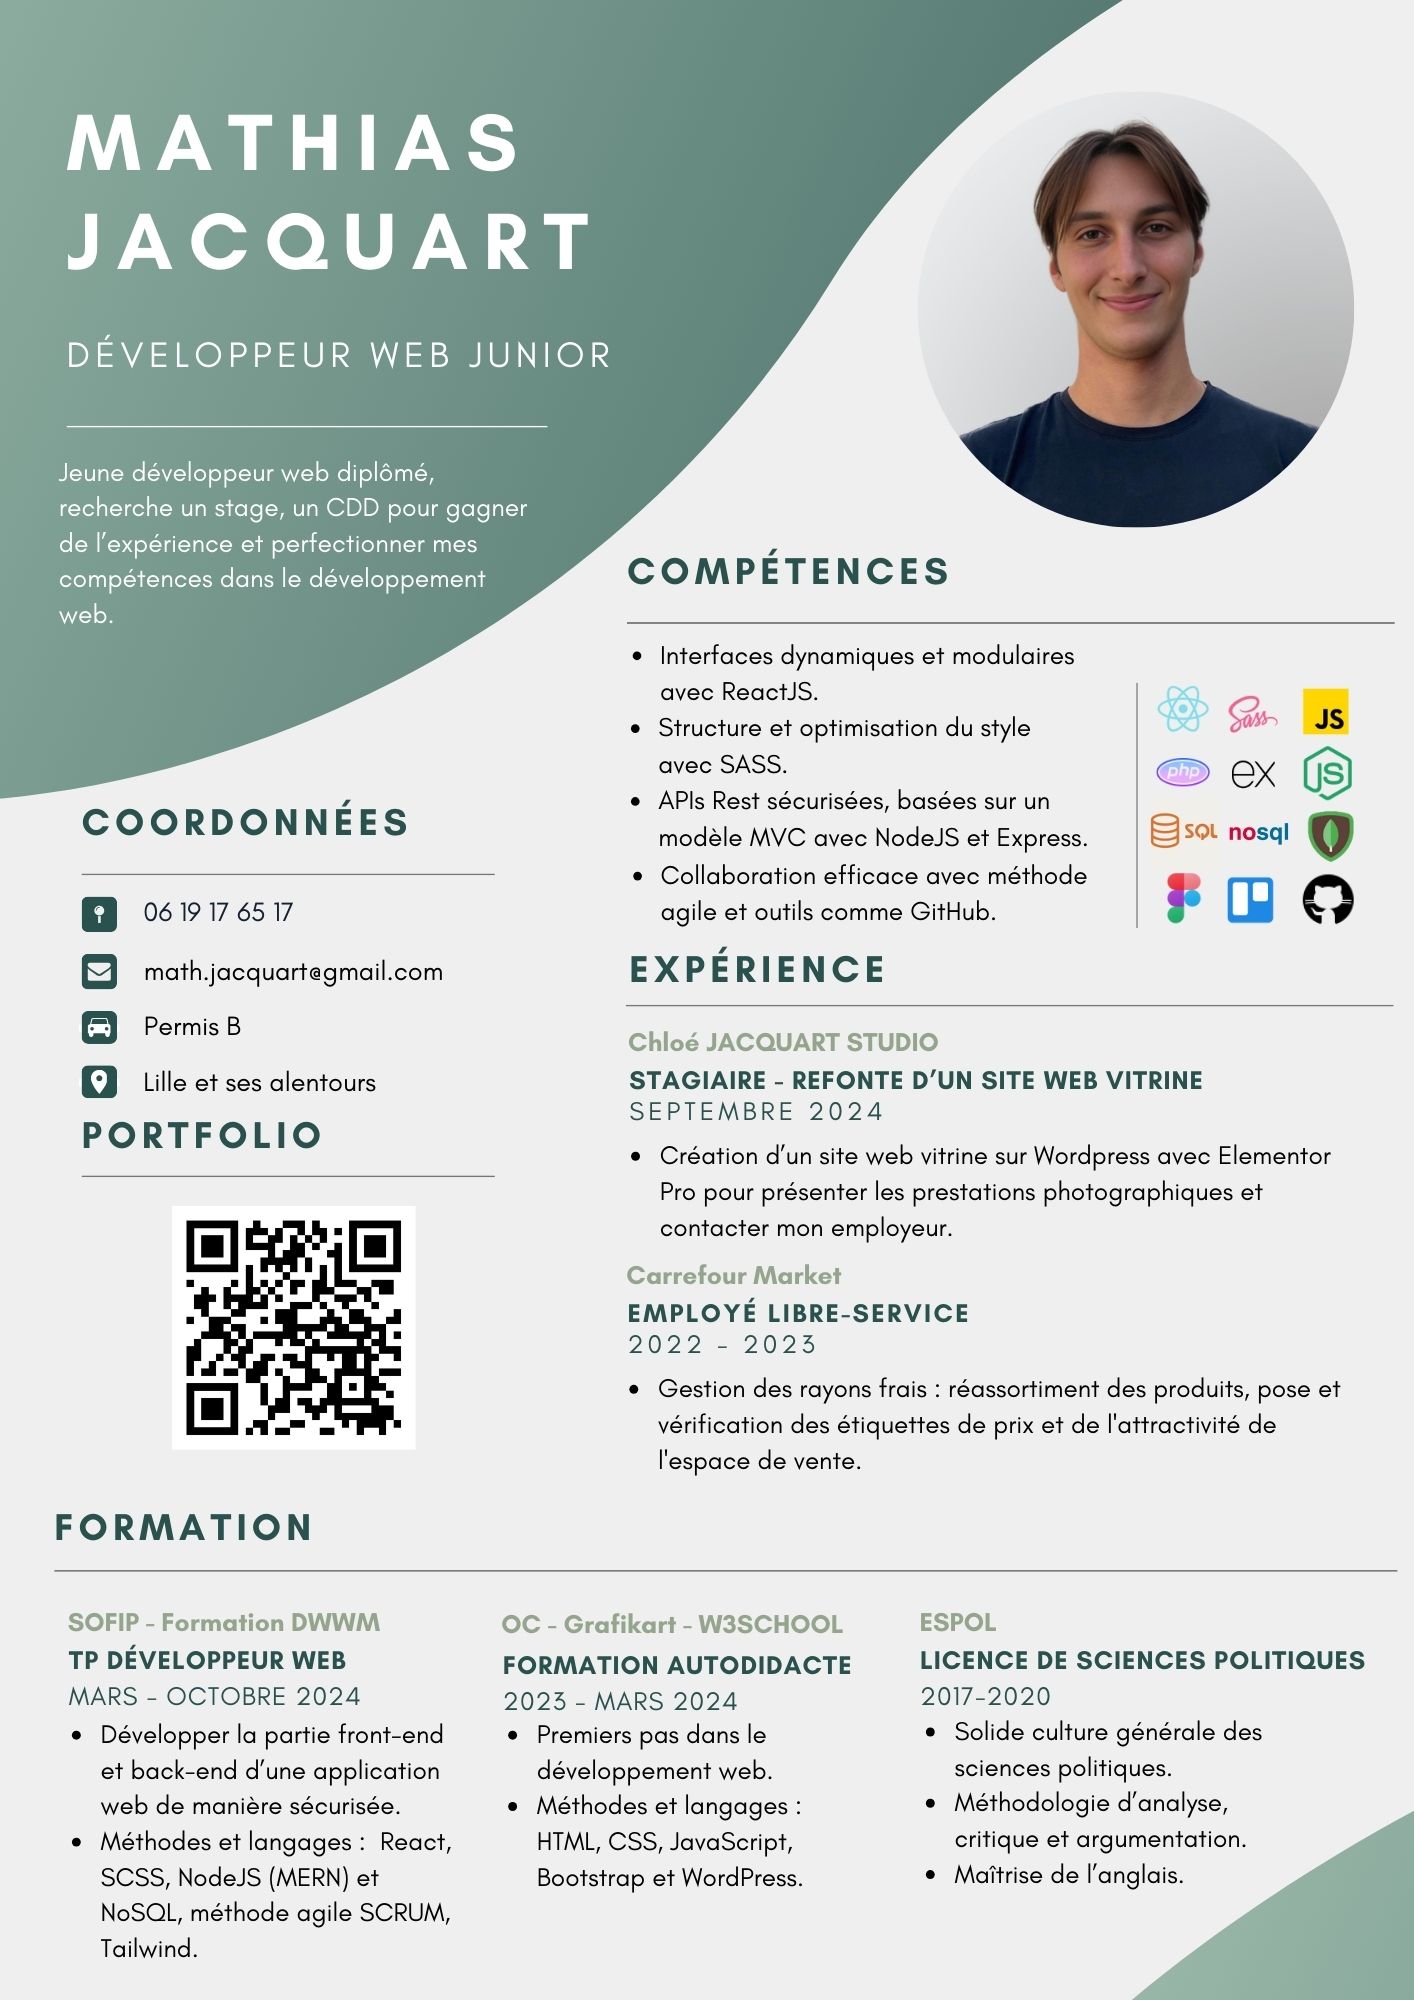 MATHIAS
JACQUART
DÉVELOPPEUR WEB JUNIOR
Jeune développeur web diplômé,
recherche un stage, un CDD pour gagner
de l’expérience et perfectionner mes
compétences dans le développement
web.
COORDONNÉES
06 19 17 65 17
math.jacquart@gmail.com
Permis B
Lille et ses alentours
PORTFOLIO
COMPÉTENCES
• Interfaces dynamiques et modulaires
avec ReactJS.
• Structure et optimisation du style
avec SASS.
• APIs Rest sécurisées, basées sur un
modèle MVC avec NodeJS et Express.
• Collaboration efficace avec méthode
agile et outils comme GitHub.
Sass JS
php ex JS
SQL nosql
EXPÉRIENCE
Chloé JACQUART STUDIO
STAGIAIRE - REFONTE D’UN SITE WEB VITRINE
SEPTEMBRE 2024
• Création d’un site web vitrine sur Wordpress avec Elementor
Pro pour présenter les prestations photographiques et
contacter mon employeur.
Carrefour Market
EMPLOYÉ LIBRE-SERVICE
2022 - 2023
• Gestion des rayons frais : réassortiment des produits, pose et
vérification des étiquettes de prix et de l'attractivité de
l'espace de vente.
FORMATION
SOFIP - Formation DWWM
TP DÉVELOPPEUR WEB
MARS - OCTOBRE 2024
• Développer la partie front-end
et back-end d’une application
web de manière sécurisée.
• Méthodes et langages : React,
SCSS, NodeJS (MERN) et
NoSQL, méthode agile SCRUM,
Tailwind.
OC - Grafikart - W3SCHOOL
FORMATION AUTODIDACTE
2023 - MARS 2024
• Premiers pas dans le
développement web.
• Méthodes et langages :
HTML, CSS, JavaScript,
Bootstrap et WordPress.
ESPOL
LICENCE DE SCIENCES POLITIQUES
2017-2020
• Solide culture générale des
sciences politiques.
• Méthodologie d’analyse,
critique et argumentation.
• Maîtrise de l’anglais.